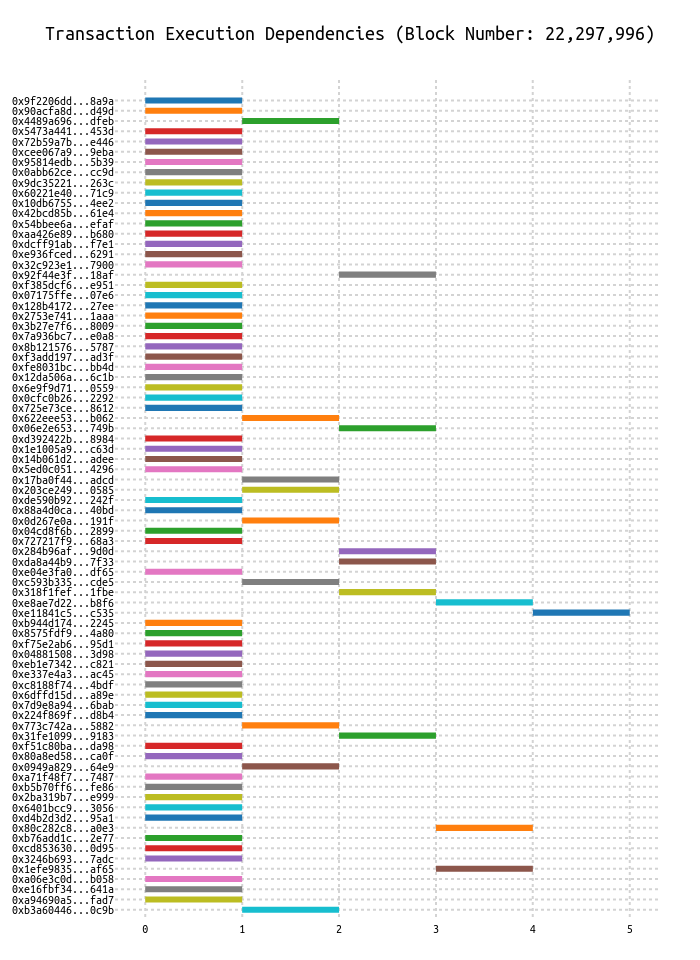 Transaction Execution Dependencies (Block Number: 22,297,996)
0x9f2206dd...8a9a
0x90acfa8d...d49d
0x4489a696...dfeb
0x5473a441...453d
0x72b59a7b...e446
0xcee067a9...9eba
0x95814edb...5b39
0x0abb62ce...cc9d
0x9dc35221...263c
0x60221e40...71c9
0x10db6755...4ee2
0x42bcd85b...61e4
0x54bbee6a...efaf
0xaa426e89...b680
0xdcff91ab...f7e1
0xe936fced...6291
0x32c923e1...7900
0x92f44e3f...18af
0xf385dcf6...e951
0x07175ffe...07e6
0x128b4172...27ee
0x2753e741...1aaa
0x3b27e7f6...8009
0x7a936bc7...e0a8
0x8b121576...5787
0xf3add197...ad3f
0xfe8031bc...bb4d
0x12da506a...6c1b
0x6e9f9d71...0559
0x0cfc0b26...2292
0x725e73ce...8612
0x622eee53...b062
0x06e2e653...749b
0xd392422b...8984
0x1e1005a9...c63d
0x14b061d2...adee
0x5ed0c051...4296
0x17ba0f44...adcd
0x203ce249...0585
0xde590b92...242f
0x88a4d0ca...40bd
0x0d267e0a...191f
0x04cd8f6b...2899
0x727217f9...68a3
0x284b96af...9d0d
0xda8a44b9...7f33
0xe04e3fa0...df65
0xc593b335...cde5
0x318f1fef...1fbe
0xe8ae7d22...b8f6
0xe11841c5...c535
0xb944d174...2245
0x8575fdf9...4a80
0xf75e2ab6...95d1
0x04881508...3d98
0xeb1e7342...c821
0xe337e4a3...ac45
0xc8188f74...4bdf
0x6dffd15d...a89e
0x7d9e8a94...6bab
0x224f869f...d8b4
0x773c742a...5882
0x31fe1099...9183
0xf51c80ba...da98
0x80a8ed58...ca0f
0x0949a829...64e9
0xa71f48f7...7487
0xb5b70ff6...fe86
0x2ba319b7...e999
0x6401bcc9...3056
0xd4b2d3d2...95a1
0x80c282c8...a0e3
0xb76add1c...2e77
0xcd853630...0d95
0x3246b693...7adc
0x1efe9835...af65
0xa06e3c0d...b058
0xe16fbf34...641a
0xa94690a5...fad7
0xb3a60446...0c9b
0 1 2 3 4 5